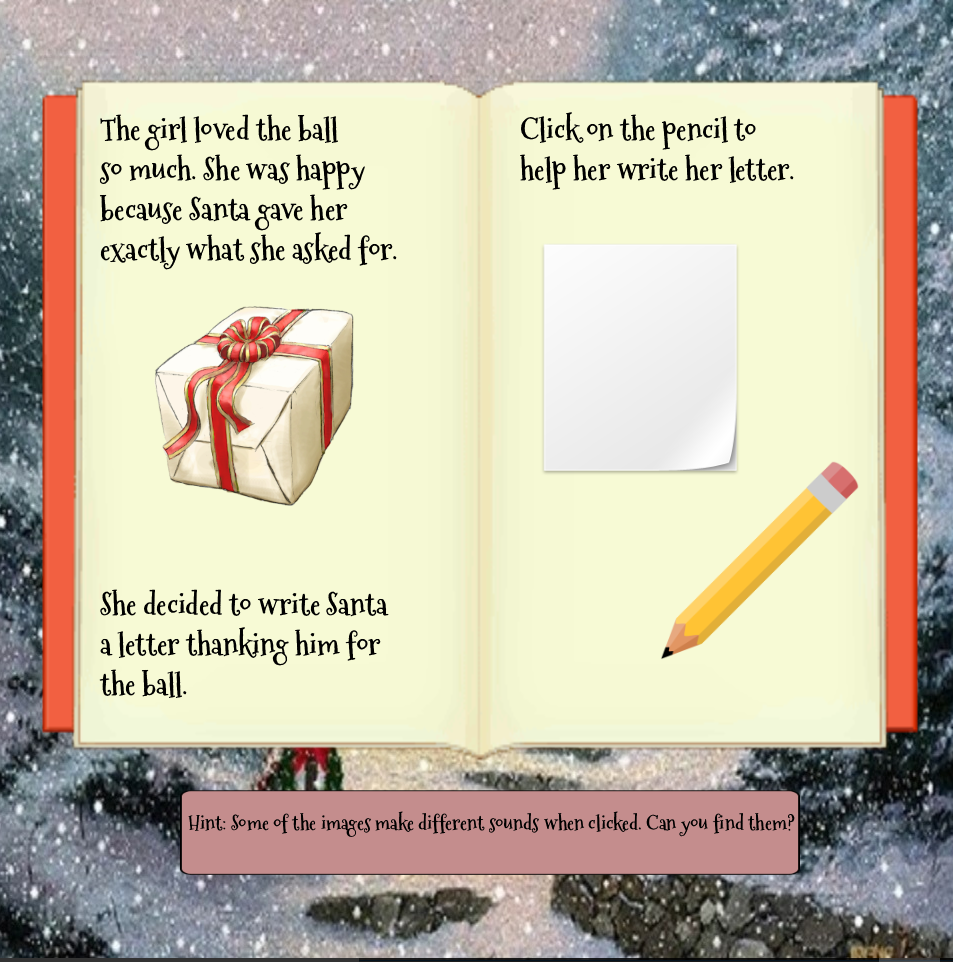 The girl loved the ball
so much. She was happy
because Santa gave her
exactly what she asked for.
She decided to write Santa
a letter thanking him for
the ball.
Click on the pencil to
help her write her letter.
Hint: Some of the images make different sounds when clicked. Can you find them?